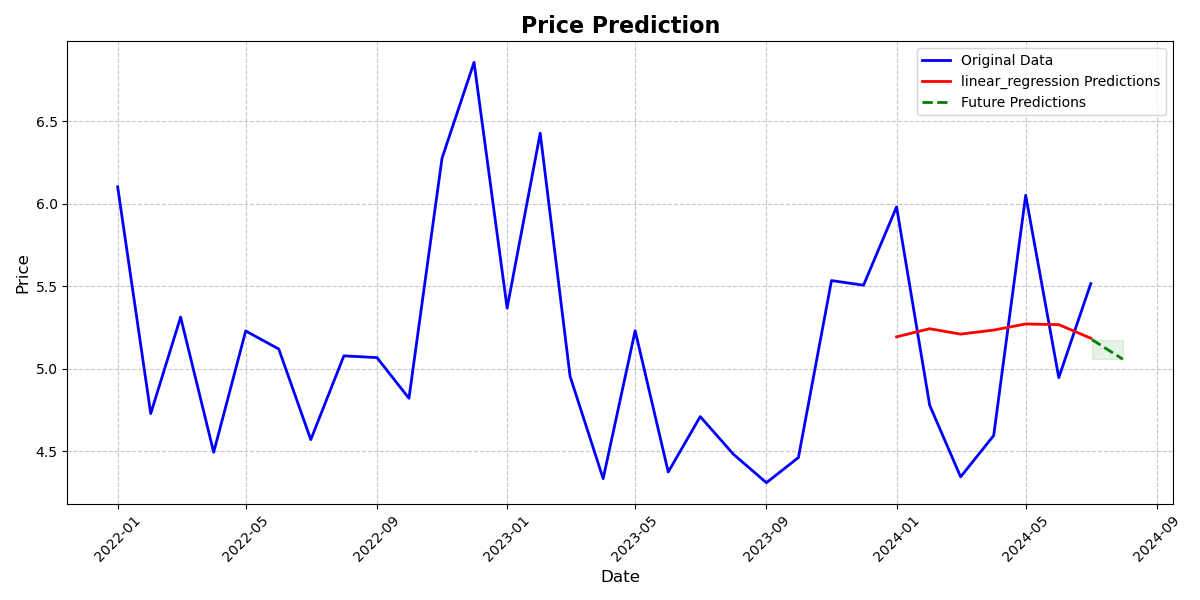 Price Prediction
Original Data
linear_regression Predictions
Future Predictions
Price
6.5
6.0
5.5
5.0
4.5
2022-01
2022-05
2022-09
2023-01
2023-05
2023-09
2024-01
2024-05
2024-09
Date